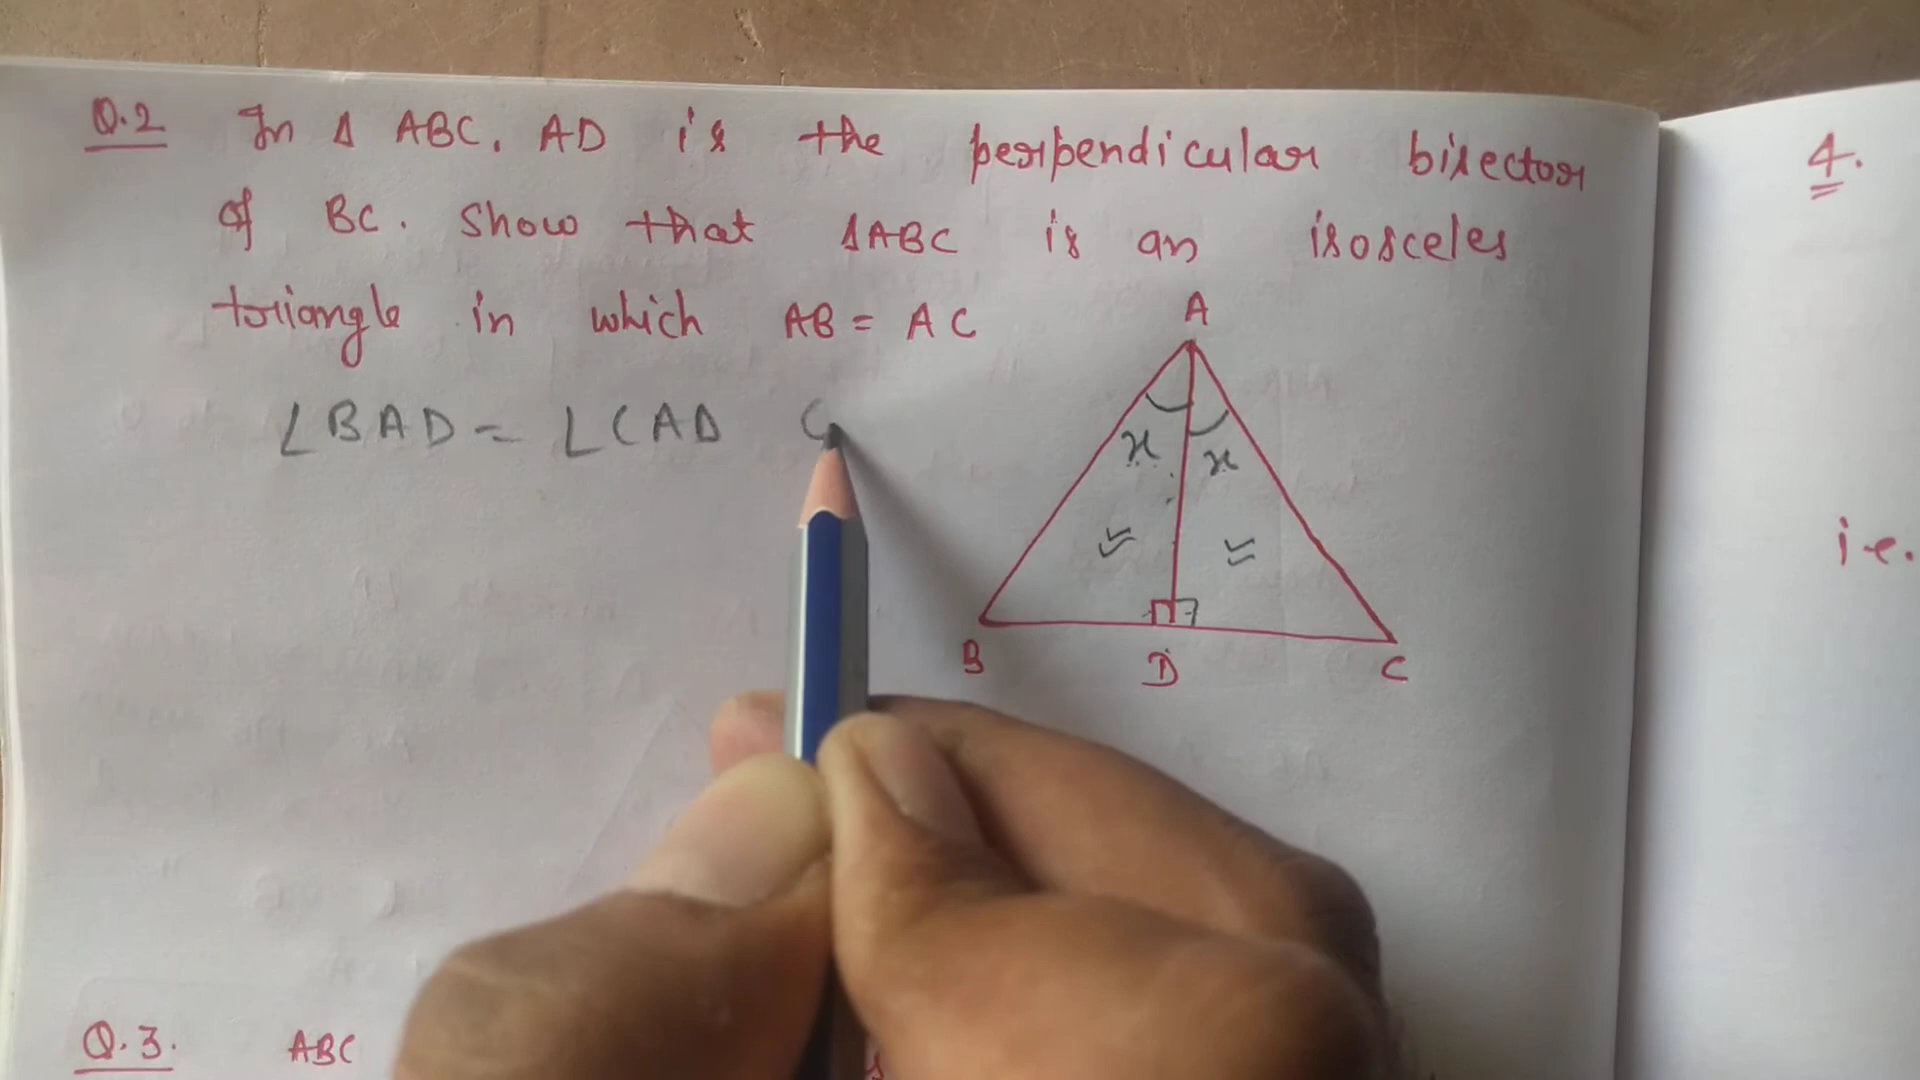 Q.2 In Δ ABC, AD is the perpendicular bisector
of BC. Show that ΔABC is an isosceles
triangle in which AB = AC
∠BAD = ∠CAD
A
x x
B D C
Q.3. ABC
4.
i.e.